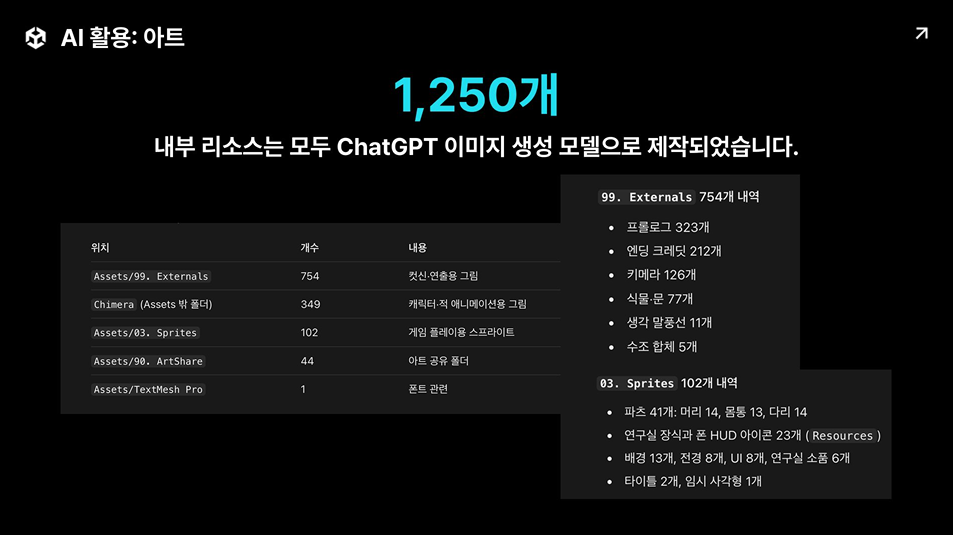 AI 활용: 아트
1,250개
내부 리소스는 모두 ChatGPT 이미지 생성 모델으로 제작되었습니다.
위치 개수 내용
Assets/99. Externals 754 컷신·연출용 그림
Chimera (Assets 밖 폴더) 349 캐릭터·적 애니메이션용 그림
Assets/03. Sprites 102 게임 플레이용 스프라이트
Assets/90. ArtShare 44 아트 공유 폴더
Assets/TextMesh Pro 1 폰트 관련
99. Externals 754개 내역
• 프롤로그 323개
• 엔딩 크레딧 212개
• 키메라 126개
• 식물·문 77개
• 생각 말풍선 11개
• 수조 합체 5개
03. Sprites 102개 내역
• 파츠 41개: 머리 14, 몸통 13, 다리 14
• 연구실 장식과 폰 HUD 아이콘 23개 (Resources)
• 배경 13개, 전경 8개, UI 8개, 연구실 소품 6개
• 타이틀 2개, 임시 사각형 1개